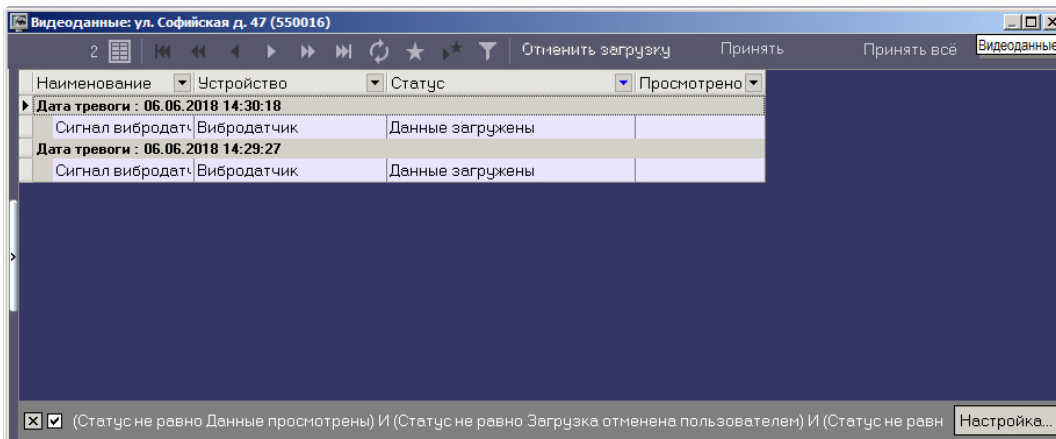 Видеоданные: ул. Софийская д. 47 (550016)
2 Отменить загрузку Принять Принять всё Видеоданные
Наименование Устройство Статус Просмотрено
Дата тревоги : 06.06.2018 14:30:18
Сигнал вибродатч Вибродатчик Данные загружены
Дата тревоги : 06.06.2018 14:29:27
Сигнал вибродатч Вибродатчик Данные загружены
(Статус не равно Данные просмотрены) И (Статус не равно Загрузка отменена пользователем) И (Статус не равн Настройка...